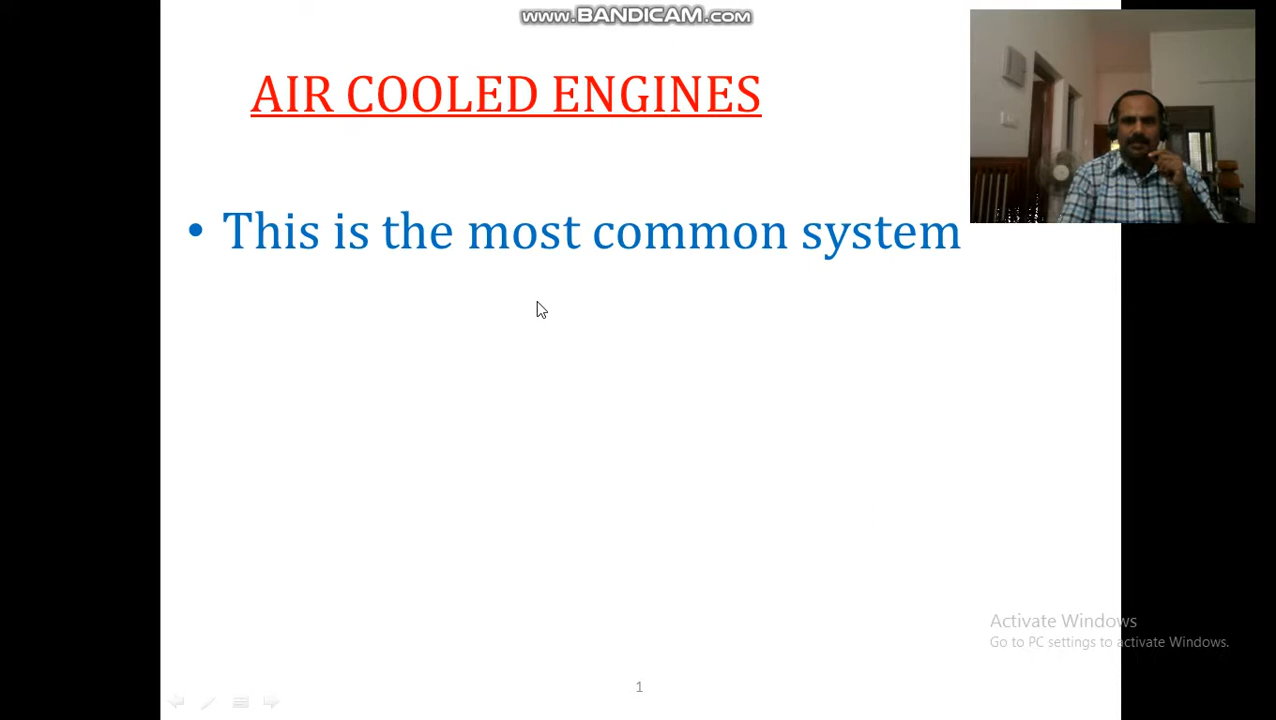 www.BANDICAM.com
AIR COOLED ENGINES
• This is the most common system
Activate Windows
Go to PC settings to activate Windows.
1